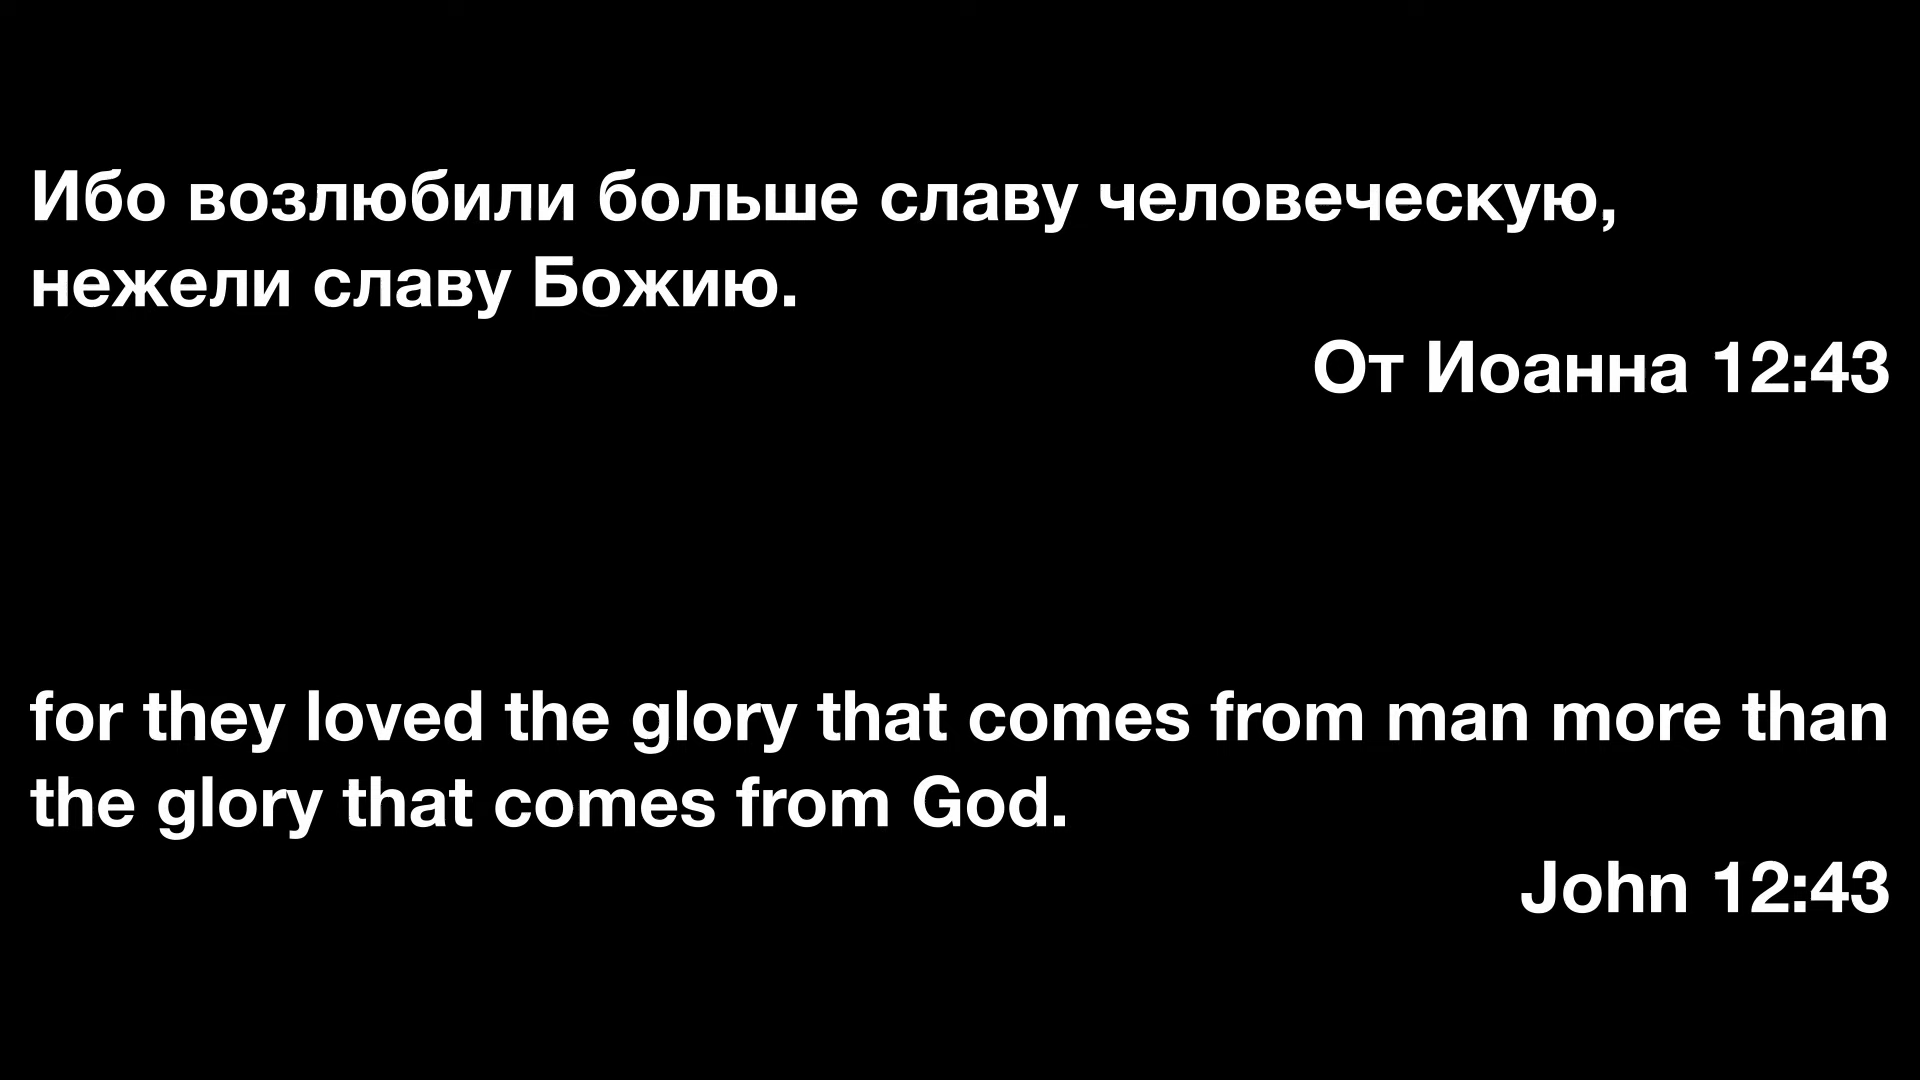 Ибо возлюбили больше славу человеческую,
нежели славу Божию.
От Иоанна 12:43
for they loved the glory that comes from man more than
the glory that comes from God.
John 12:43